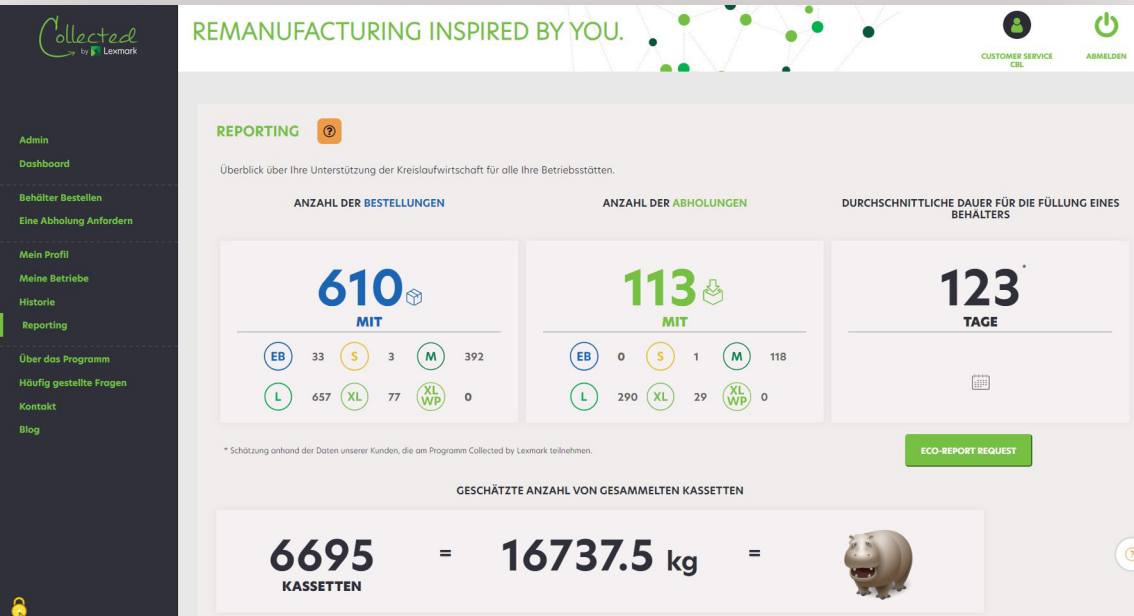 Collected
by Lexmark
REMANUFACTURING INSPIRED BY YOU.
CUSTOMER SERVICE
CBL
ABMELDEN
Admin
Dashboard
Behälter Bestellen
Eine Abholung Anfordern
Mein Profil
Meine Betriebe
Historie
Reporting
Über das Programm
Häufig gestellte Fragen
Kontakt
Blog
REPORTING ?
Überblick über Ihre Unterstützung der Kreislaufwirtschaft für alle Ihre Betriebsstätten.
ANZAHL DER BESTELLUNGEN
610
MIT
EB 33 S 3 M 392
L 657 XL 77 XL WP 0
ANZAHL DER ABHOLUNGEN
113
MIT
EB 0 S 1 M 118
L 290 XL 29 XL WP 0
DURCHSCHNITTLICHE DAUER FÜR DIE FÜLLUNG EINES
BEHÄLTERS
123*
TAGE
* Schätzung anhand der Daten unserer Kunden, die am Programm Collected by Lexmark teilnehmen.
ECO-REPORT REQUEST
GESCHÄTZTE ANZAHL VON GESAMMELTEN KASSETTEN
6695 = 16737.5 kg =
KASSETTEN
?